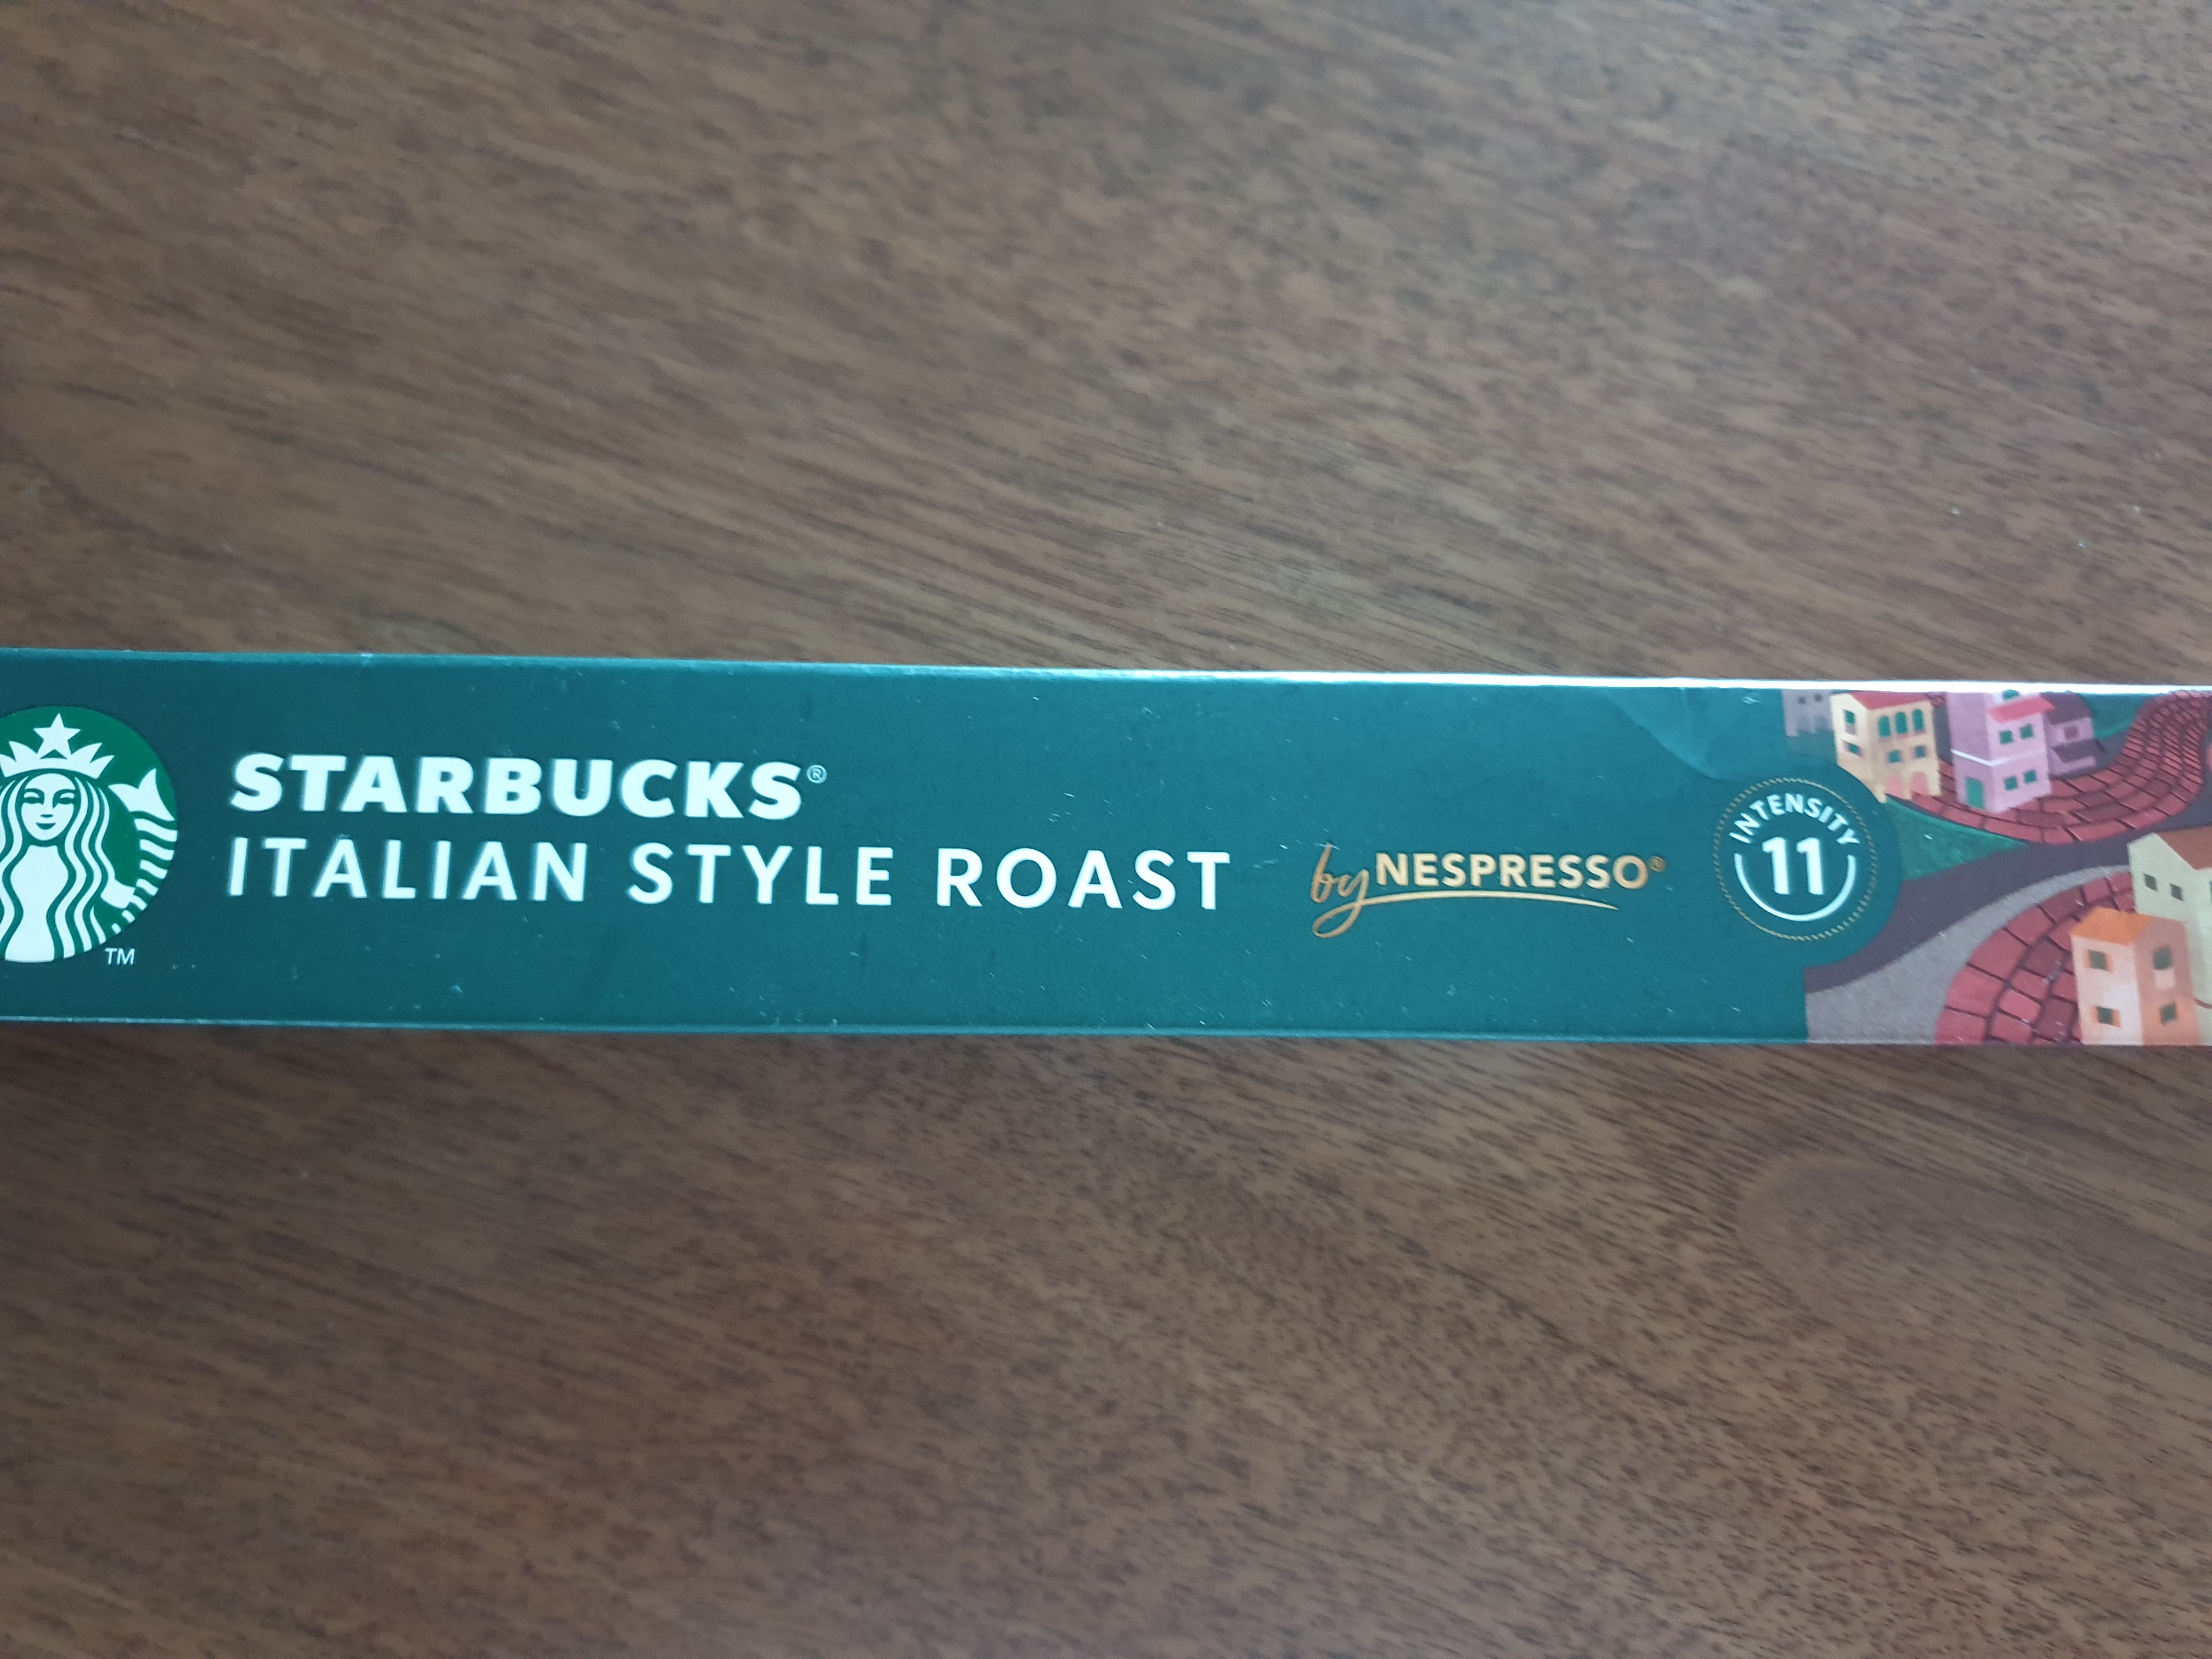 STARBUCKS®
ITALIAN STYLE ROAST
by NESPRESSO®
INTENSITY
11
TM